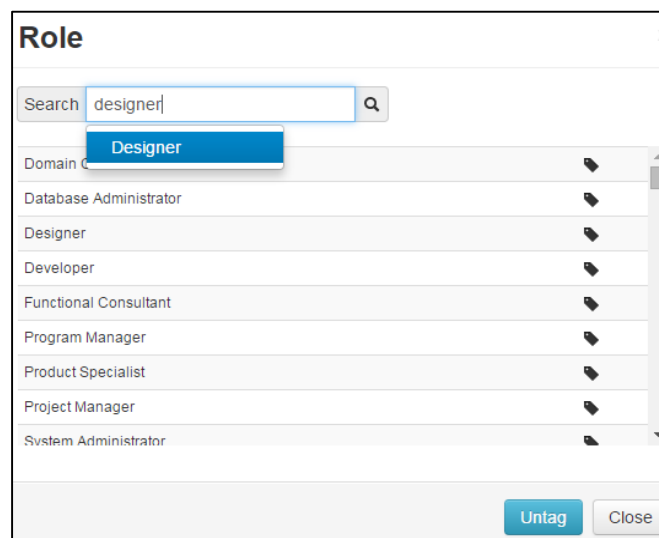 Role
Search designer
Designer
Domain
Database Administrator
Designer
Developer
Functional Consultant
Program Manager
Product Specialist
Project Manager
System Administrator
Untag Close